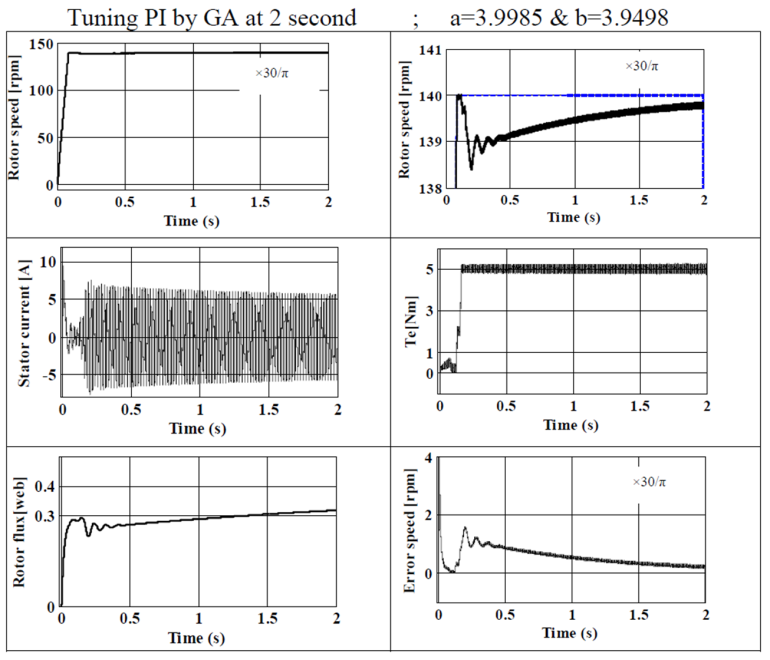 Tuning PI by GA at 2 second ; a=3.9985 & b=3.9498
150
100
50
0
Rotor speed [rpm]
×30/π
0 0.5 1 1.5 2
Time (s)
141
140
139
138
Rotor speed [rpm]
×30/π
0 0.5 1 1.5 2
Time (s)
10
5
0
-5
Stator current [A]
0 0.5 1 1.5 2
Time (s)
5
3
1
0
Te[Nm]
0 0.5 1 1.5 2
Time (s)
0.4
0.3
0
Rotor flux[web]
0 0.5 1 1.5 2
Time (s)
4
2
0
Error speed [rpm]
×30/π
0 0.5 1 1.5 2
Time (s)